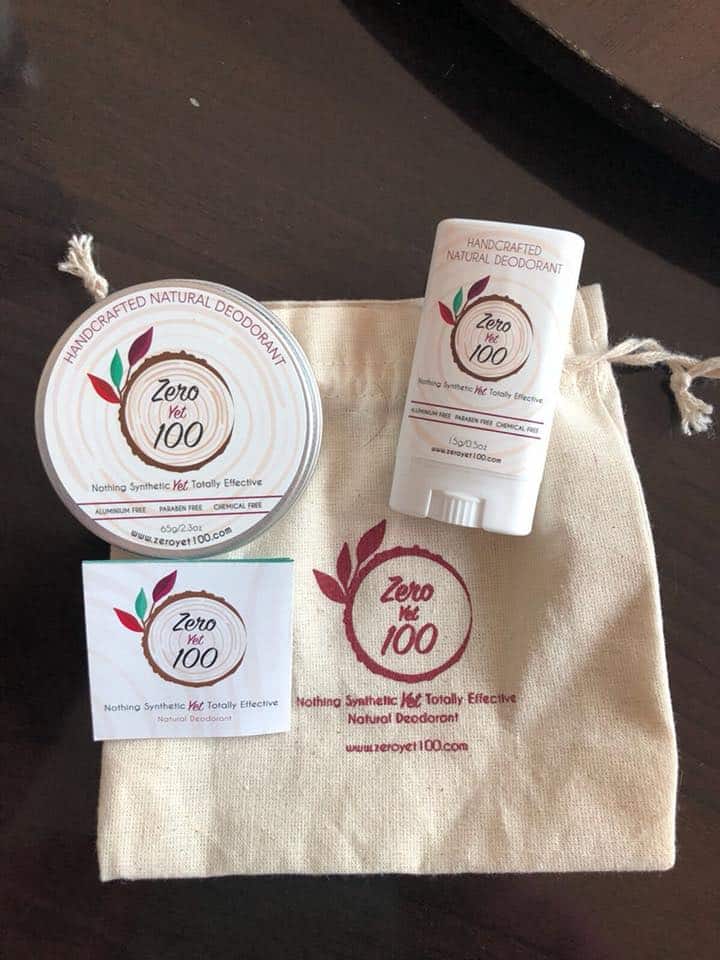 HANDCRAFTED NATURAL DEODORANT
Zero
Yet
100
Nothing Synthetic Yet Totally Effective
ALUMINIUM FREE PARABEN FREE CHEMICAL FREE
65g/2.3oz
www.zeroyet100.com
HANDCRAFTED
NATURAL DEODORANT
Zero
Yet
100
Nothing Synthetic Yet Totally Effective
ALUMINIUM FREE PARABEN FREE CHEMICAL FREE
15g/0.5oz
www.zeroyet100.com
Zero
Yet
100
Nothing Synthetic Yet Totally Effective
Natural Deodorant
Zero
Yet
100
Nothing Synthetic Yet Totally Effective
Natural Deodorant
www.zeroyet100.com